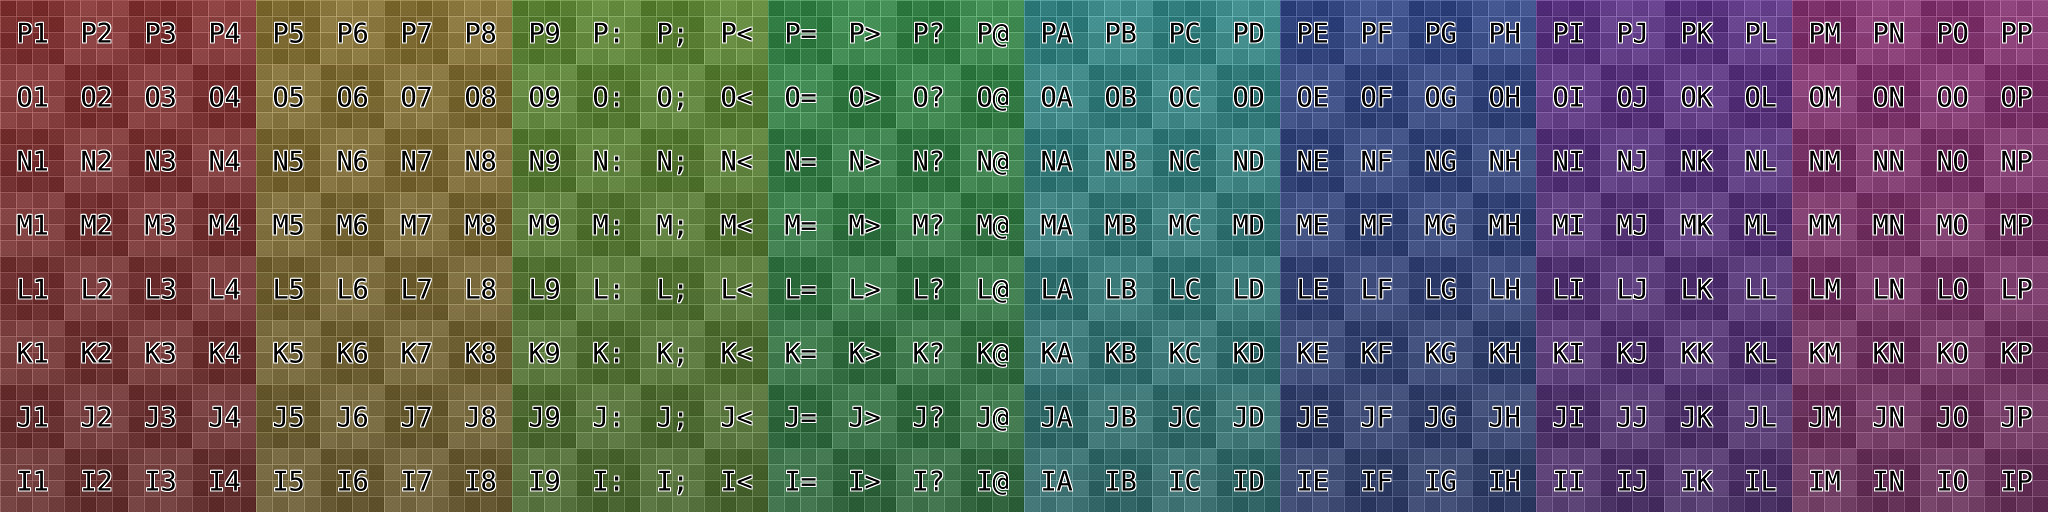 P1 P2 P3 P4 P5 P6 P7 P8 P9 P: P; P< P= P> P? P@ PA PB PC PD PE PF PG PH PI PJ PK PL PM PN PO PP
O1 O2 O3 O4 O5 O6 O7 O8 O9 O: O; O< O= O> O? O@ OA OB OC OD OE OF OG OH OI OJ OK OL OM ON OO OP
N1 N2 N3 N4 N5 N6 N7 N8 N9 N: N; N< N= N> N? N@ NA NB NC ND NE NF NG NH NI NJ NK NL NM NN NO NP
M1 M2 M3 M4 M5 M6 M7 M8 M9 M: M; M< M= M> M? M@ MA MB MC MD ME MF MG MH MI MJ MK ML MM MN MO MP
L1 L2 L3 L4 L5 L6 L7 L8 L9 L: L; L< L= L> L? L@ LA LB LC LD LE LF LG LH LI LJ LK LL LM LN LO LP
K1 K2 K3 K4 K5 K6 K7 K8 K9 K: K; K< K= K> K? K@ KA KB KC KD KE KF KG KH KI KJ KK KL KM KN KO KP
J1 J2 J3 J4 J5 J6 J7 J8 J9 J: J; J< J= J> J? J@ JA JB JC JD JE JF JG JH JI JJ JK JL JM JN JO JP
I1 I2 I3 I4 I5 I6 I7 I8 I9 I: I; I< I= I> I? I@ IA IB IC ID IE IF IG IH II IJ IK IL IM IN IO IP